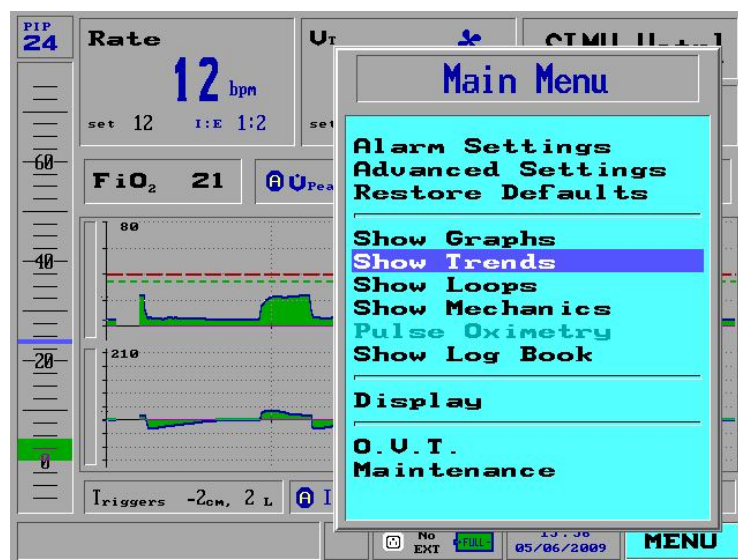 PIP
24
Rate
12 bpm
set 12 I:E 1:2
60
FiO2 21
A
80
40
210
20
0
Triggers -2cm, 2 L
A I
Main Menu
Alarm Settings
Advanced Settings
Restore Defaults
Show Graphs
Show Trends
Show Loops
Show Mechanics
Pulse Oximetry
Show Log Book
Display
O.V.T.
Maintenance
No
EXT
FULL
05/06/2009
MENU